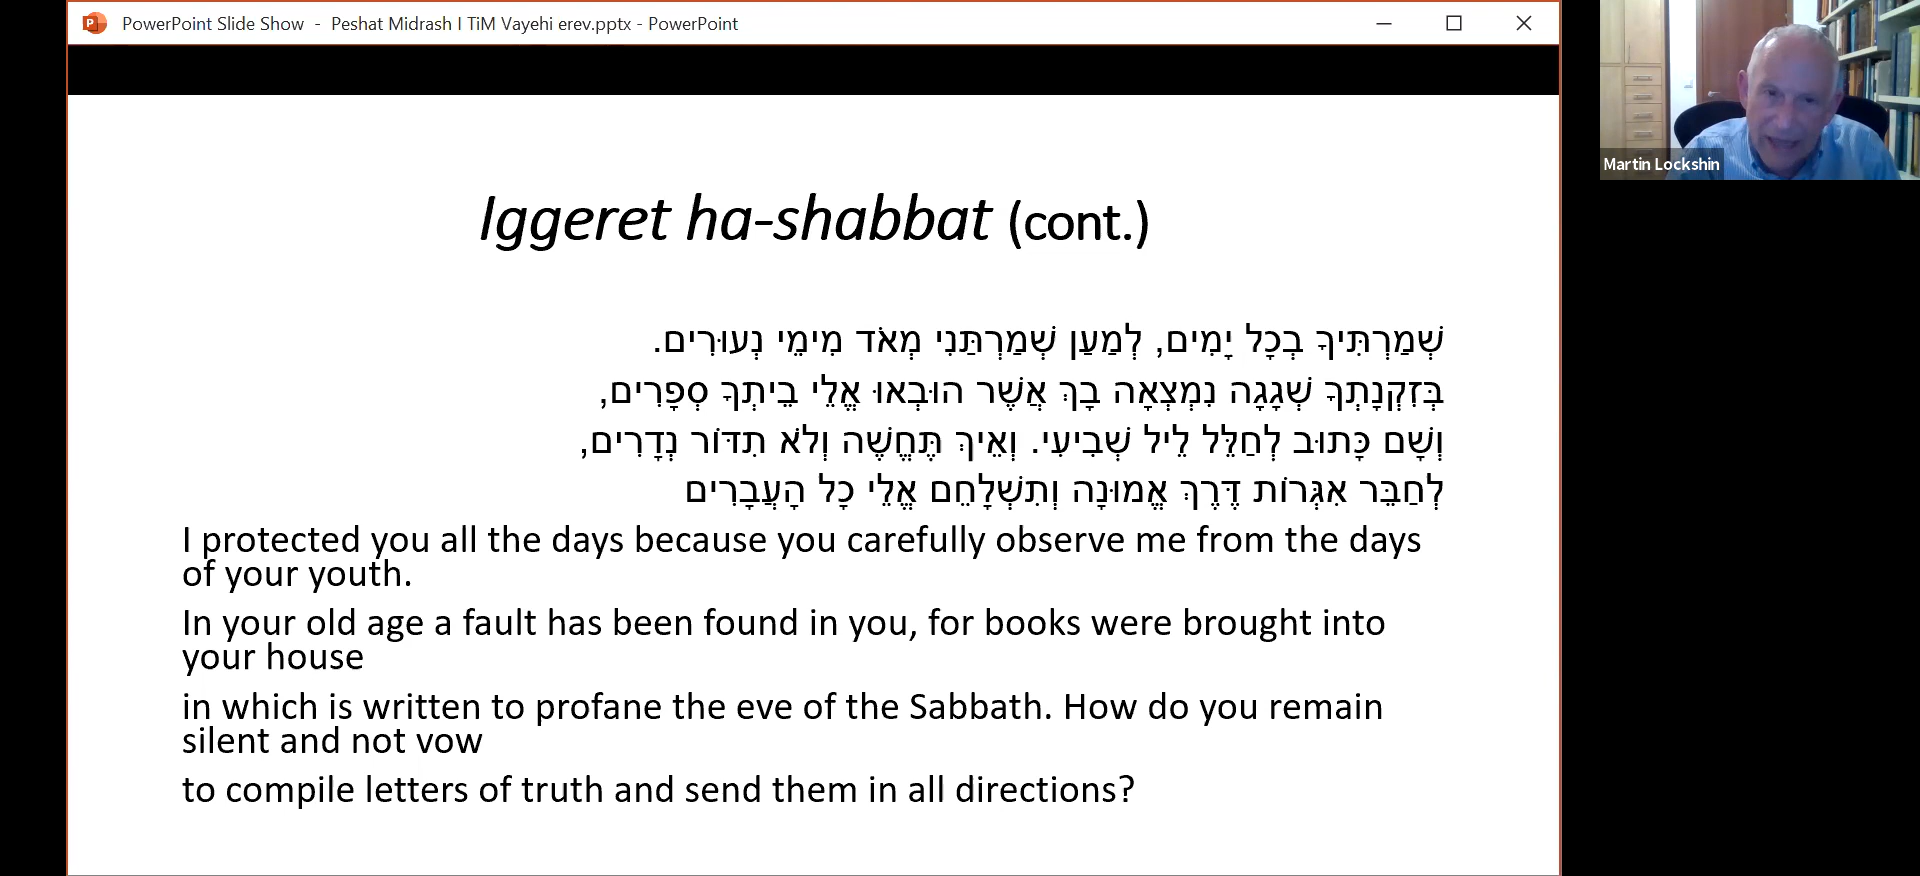 PowerPoint Slide Show - Peshat Midrash I TiM Vayehi erev.pptx - PowerPoint
Martin Lockshin
Iggeret ha-shabbat (cont.)
שְׁמַרְתִּיךָ בְּכָל יָמִים, לְמַעַן שְׁמַרְתַּנִי מְאֹד מִימֵי נְעוּרִים.
בְּזִקְנָתְךָ שְׁגָגָה נִמְצְאָה בָךְ אֲשֶׁר הוּבְאוּ אֱלֵי בֵיתְךָ סְפָרִים,
וְשָׁם כָּתוּב לְחַלֵּל לֵיל שְׁבִיעִי. וְאֵיךְ תֶּחֱשֶׁה וְלֹא תִדּוֹר נְדָרִים,
לְחַבֵּר אִגְּרוֹת דֶּרֶךְ אֱמוּנָה וְתִשְׁלָחֵם אֱלֵי כָל הָעֲבָרִים
I protected you all the days because you carefully observe me from the days
of your youth.
In your old age a fault has been found in you, for books were brought into
your house
in which is written to profane the eve of the Sabbath. How do you remain
silent and not vow
to compile letters of truth and send them in all directions?